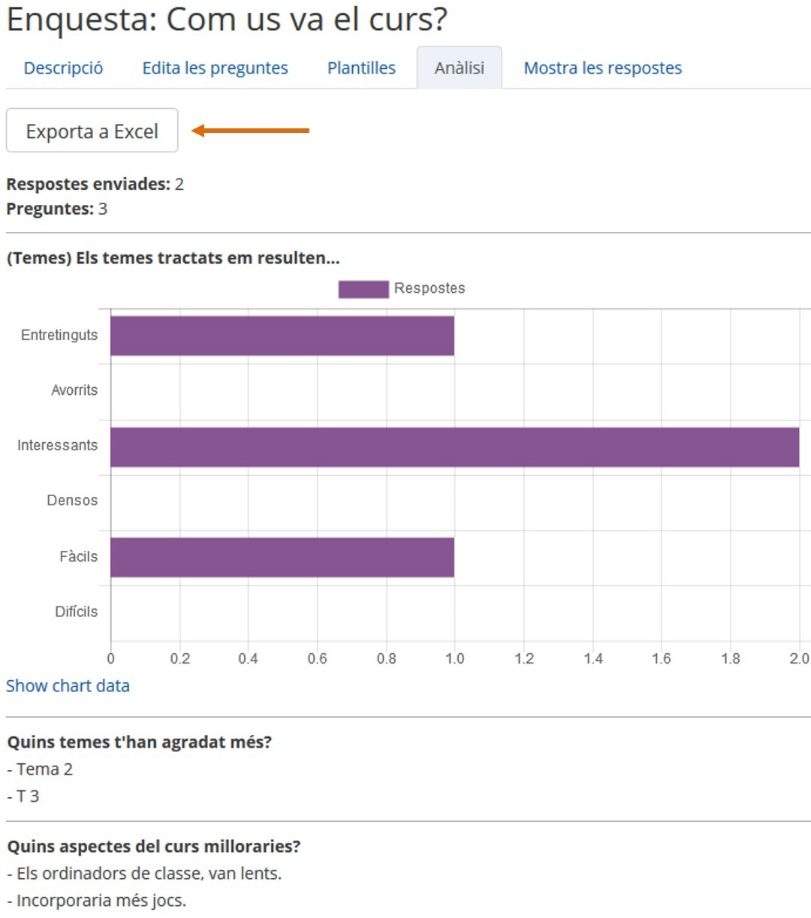 Enquesta: Com us va el curs?
Descripció Edita les preguntes Plantilles Anàlisi Mostra les respostes
Exporta a Excel
Respostes enviades: 2
Preguntes: 3
(Temes) Els temes tractats em resulten...
Respostes
Entretinguts
Avorrits
Interessants
Densos
Fàcils
Difícils
0 0.2 0.4 0.6 0.8 1.0 1.2 1.4 1.6 1.8 2.0
Show chart data
Quins temes t'han agradat més?
- Tema 2
- T 3
Quins aspectes del curs milloraries?
- Els ordinadors de classe, van lents.
- Incorporaria més jocs.